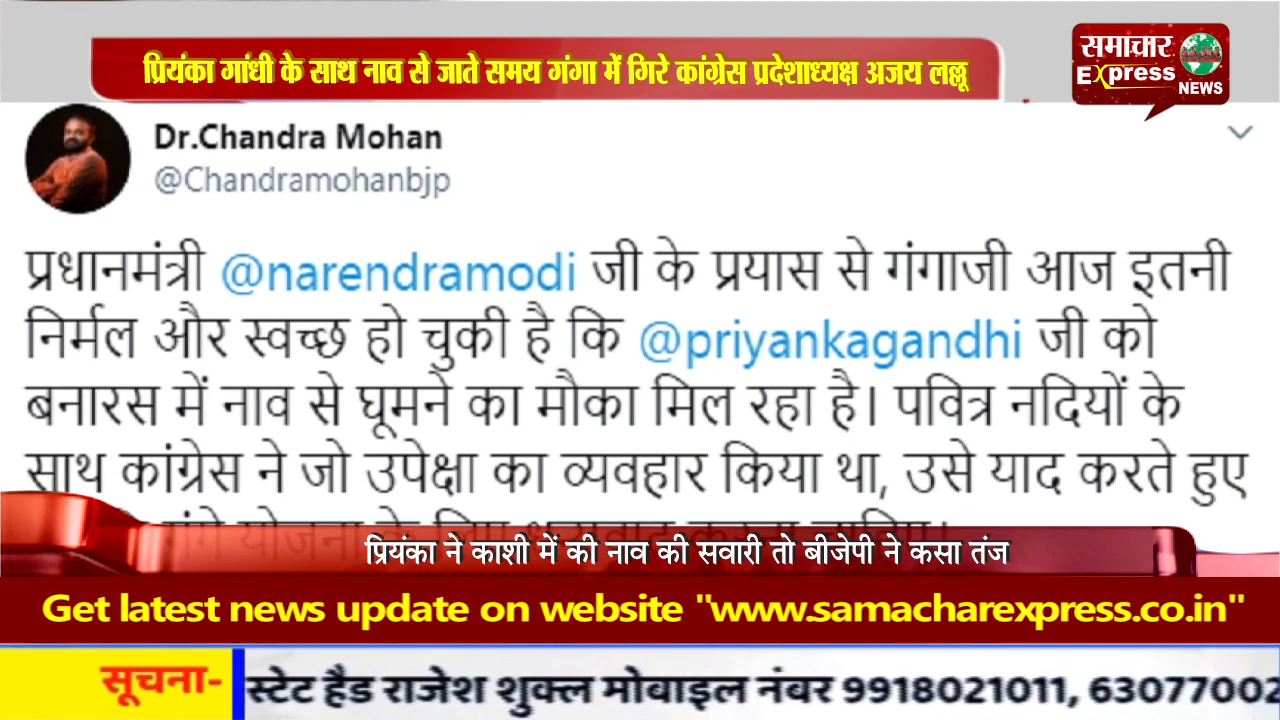 प्रियंका गांधी के साथ नाव से जाते समय गंगा में गिरे कांग्रेस प्रदेशाध्यक्ष अजय लल्लू
समाचार
Express
NEWS
Dr.Chandra Mohan
@Chandramohanbjp
प्रधानमंत्री @narendramodi जी के प्रयास से गंगाजी आज इतनी
निर्मल और स्वच्छ हो चुकी है कि @priyankagandhi जी को
बनारस में नाव से घूमने का मौका मिल रहा है। पवित्र नदियों के
साथ कांग्रेस ने जो उपेक्षा का व्यवहार किया था, उसे याद करते हुए
प्रियंका ने काशी में की नाव की सवारी तो बीजेपी ने कसा तंज
Get latest news update on website "www.samacharexpress.co.in"
सूचना- स्टेट हैड राजेश शुक्ल मोबाइल नंबर 9918021011, 63077002